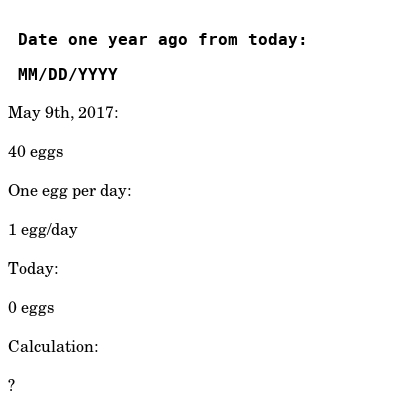 Date one year ago from today:
MM/DD/YYYY
May 9th, 2017:
40 eggs
One egg per day:
1 egg/day
Today:
0 eggs
Calculation:
?